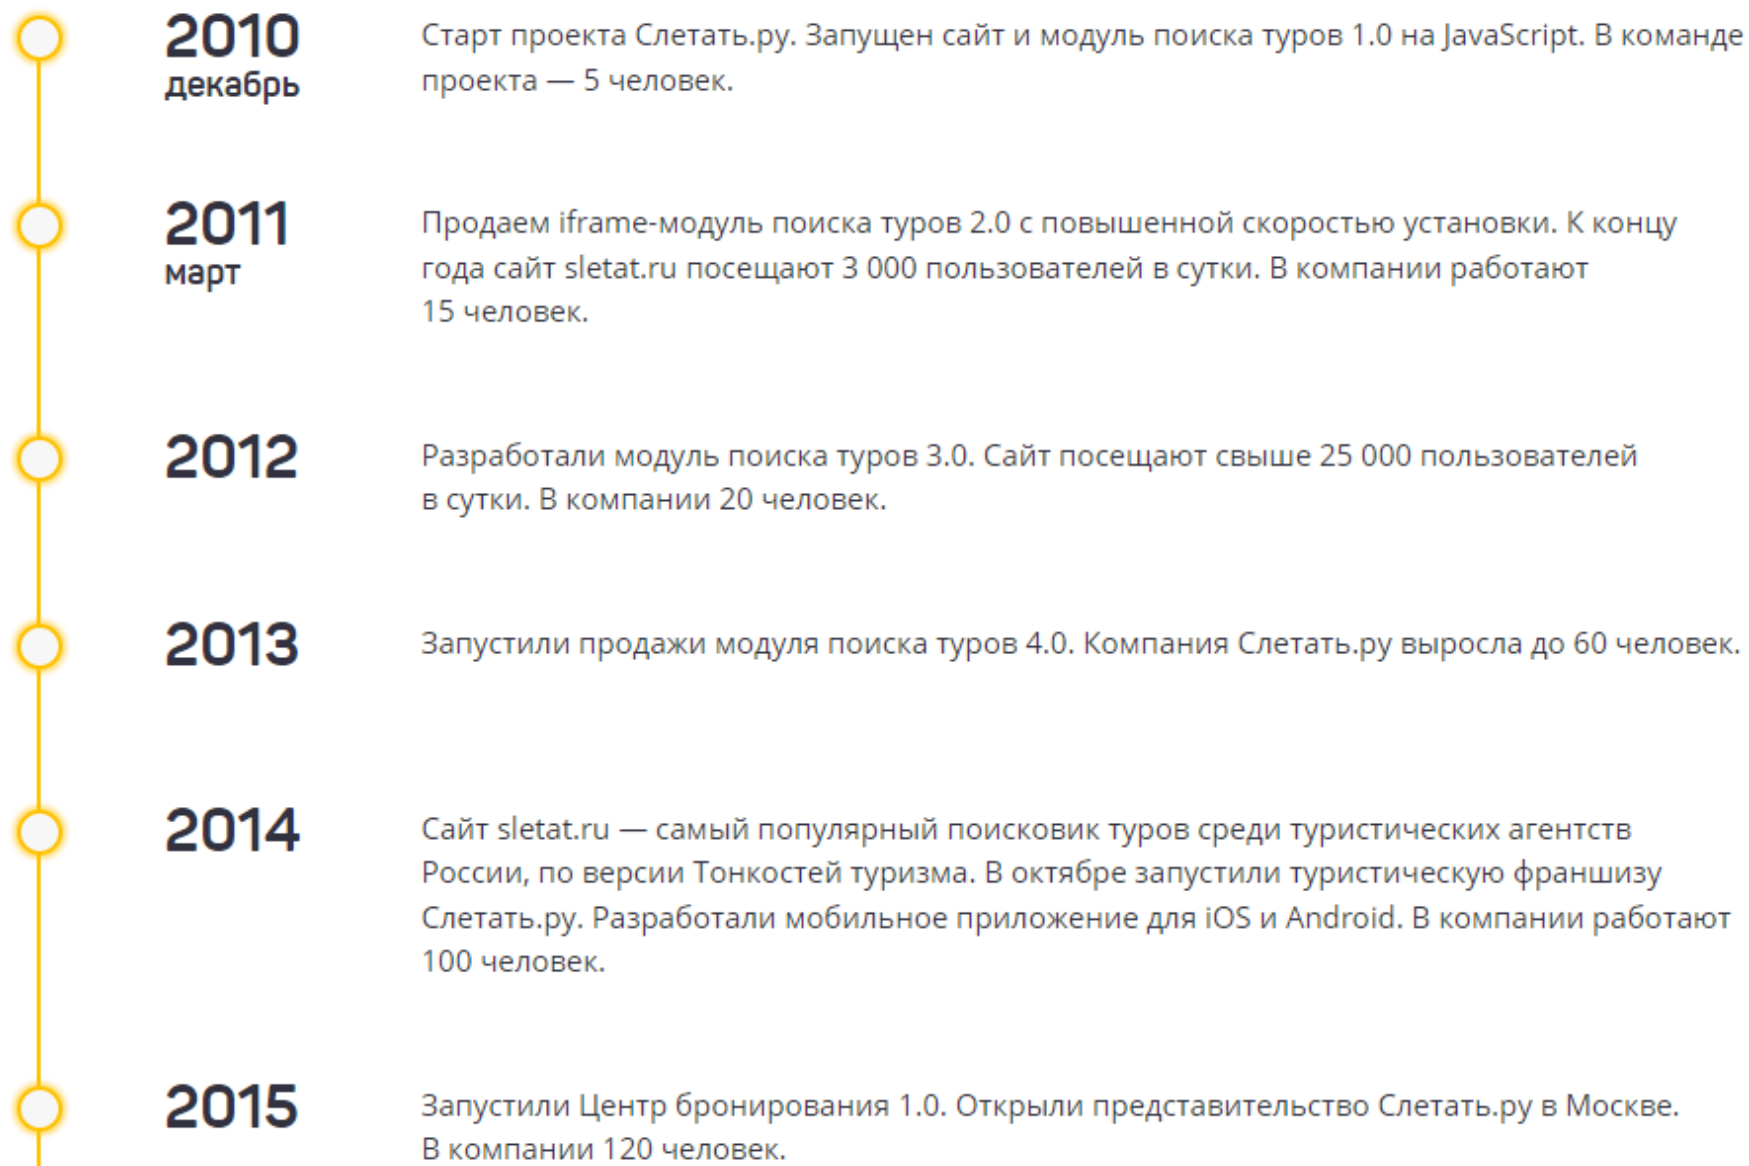 2010
декабрь
Старт проекта Слетать.ру. Запущен сайт и модуль поиска туров 1.0 на JavaScript. В команде
проекта — 5 человек.
2011
март
Продаем iframe-модуль поиска туров 2.0 с повышенной скоростью установки. К концу
года сайт sletat.ru посещают 3 000 пользователей в сутки. В компании работают
15 человек.
2012
Разработали модуль поиска туров 3.0. Сайт посещают свыше 25 000 пользователей
в сутки. В компании 20 человек.
2013
Запустили продажи модуля поиска туров 4.0. Компания Слетать.ру выросла до 60 человек.
2014
Сайт sletat.ru — самый популярный поисковик туров среди туристических агентств
России, по версии Тонкостей туризма. В октябре запустили туристическую франшизу
Слетать.ру. Разработали мобильное приложение для iOS и Android. В компании работают
100 человек.
2015
Запустили Центр бронирования 1.0. Открыли представительство Слетать.ру в Москве.
В компании 120 человек.